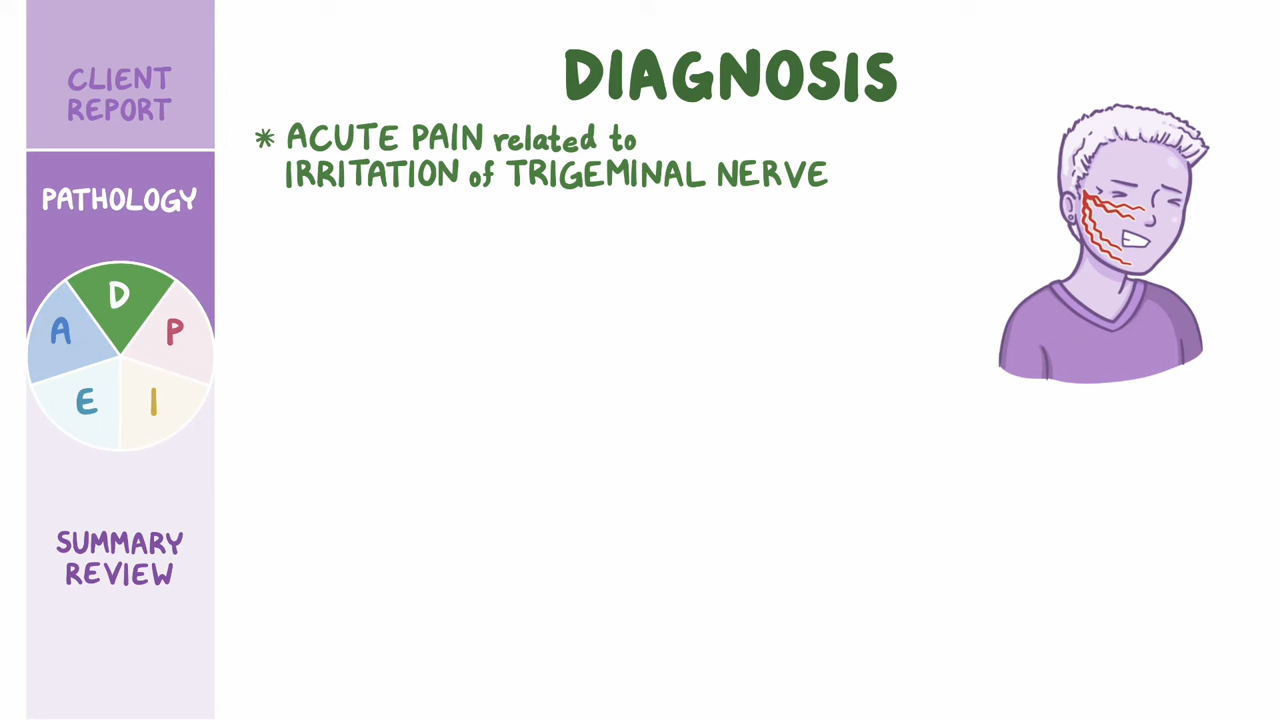 CLIENT
REPORT
PATHOLOGY
D
A
P
E
I
SUMMARY
REVIEW
DIAGNOSIS
* ACUTE PAIN related to
IRRITATION of TRIGEMINAL NERVE